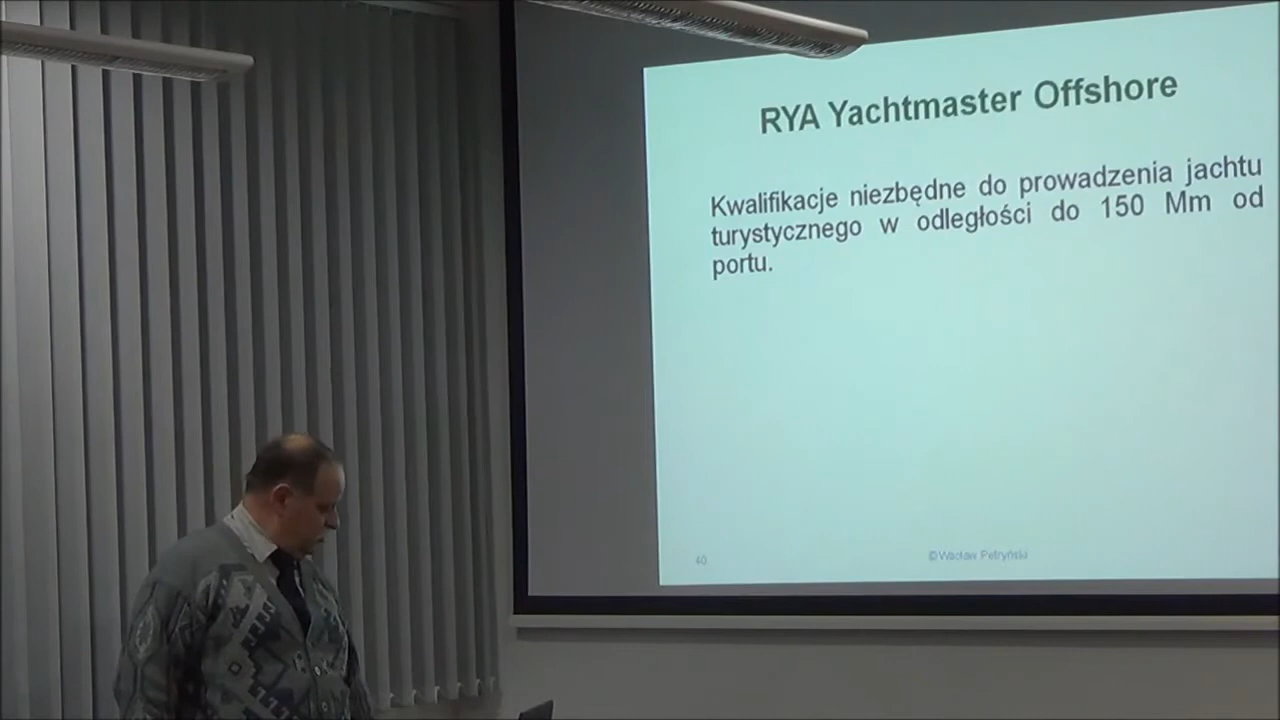 RYA Yachtmaster Offshore
Kwalifikacje niezbędne do prowadzenia jachtu
turystycznego w odległości do 150 Mm od
portu.
40
©Wacław Petryński